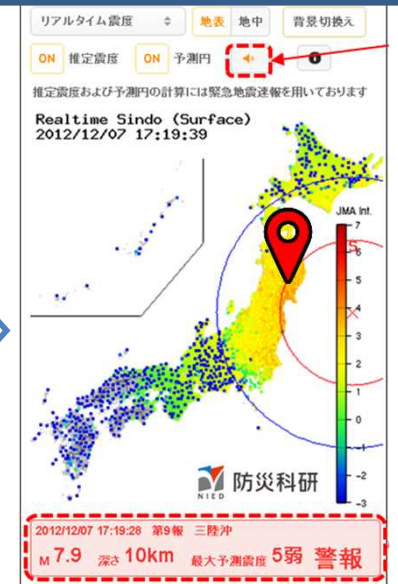 リアルタイム震度 地表 地中 背景切換え
ON 推定震度 ON 予測円
推定震度および予測円の計算には緊急地震速報を用いております
Realtime Sindo (Surface)
2012/12/07 17:19:39
JMA Int.
7
6
5
4
3
2
1
0
-1
-2
-3
S
NIED 防災科研
2012/12/07 17:19:28 第9報 三陸沖
M 7.9 深さ 10km 最大予測震度 5弱 警報